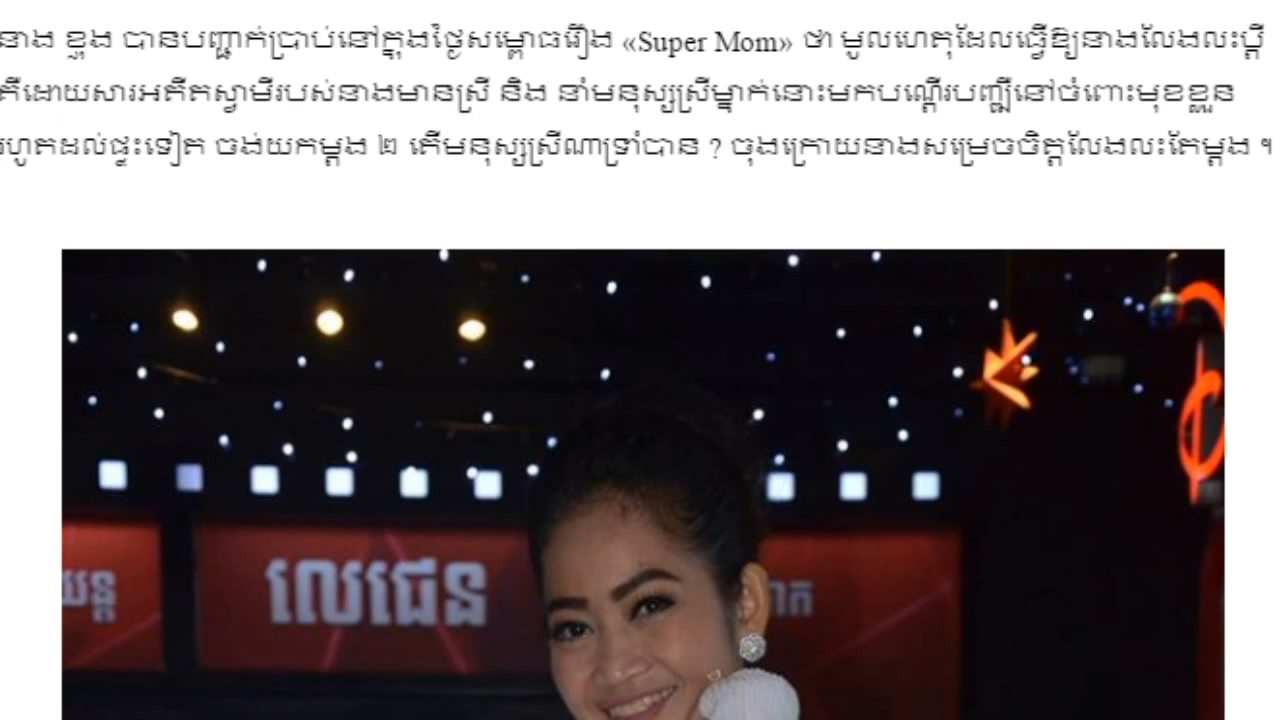 នាង ខ្ទុង បានបញ្ជាក់ប្រាប់នៅក្នុងថ្ងៃសម្ពោធរឿង «Super Mom» ថា មូលហេតុដែលធ្វើឱ្យនាងលែងលះប្ដី
គឺដោយសារអតីតស្វាមីរបស់នាងមានស្រី និង នាំមនុស្សស្រីម្នាក់នោះមកបណ្ដើរបញ្ឆីនៅចំពោះមុខខ្លួន
រហូតដល់ផ្ទះទៀត ចង់យកម្ដង ២ តើមនុស្សស្រីណាទ្រាំបាន ? ចុងក្រោយនាងសម្រេចចិត្តលែងលះតែម្ដង ។
លេជេន